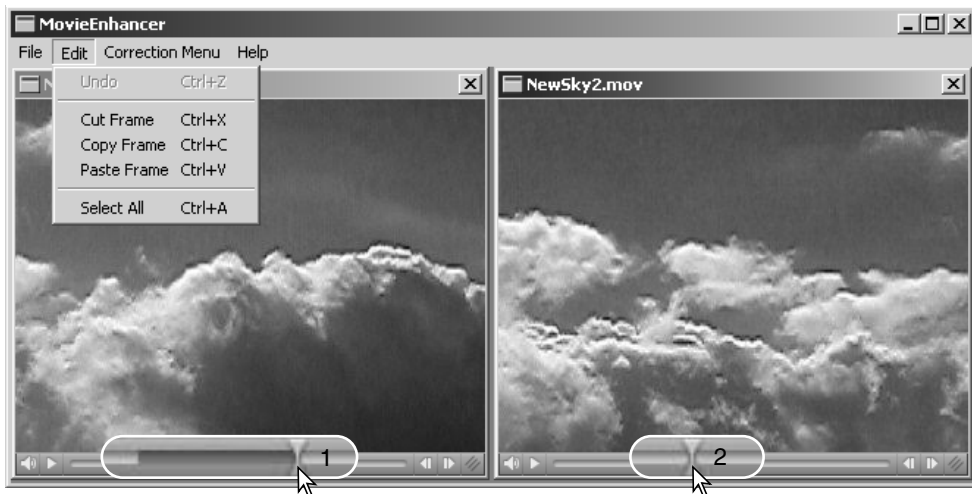 MovieEnhancer
File Edit Correction Menu Help
Undo Ctrl+Z
Cut Frame Ctrl+X
Copy Frame Ctrl+C
Paste Frame Ctrl+V
Select All Ctrl+A
NewSky2.mov
1
2